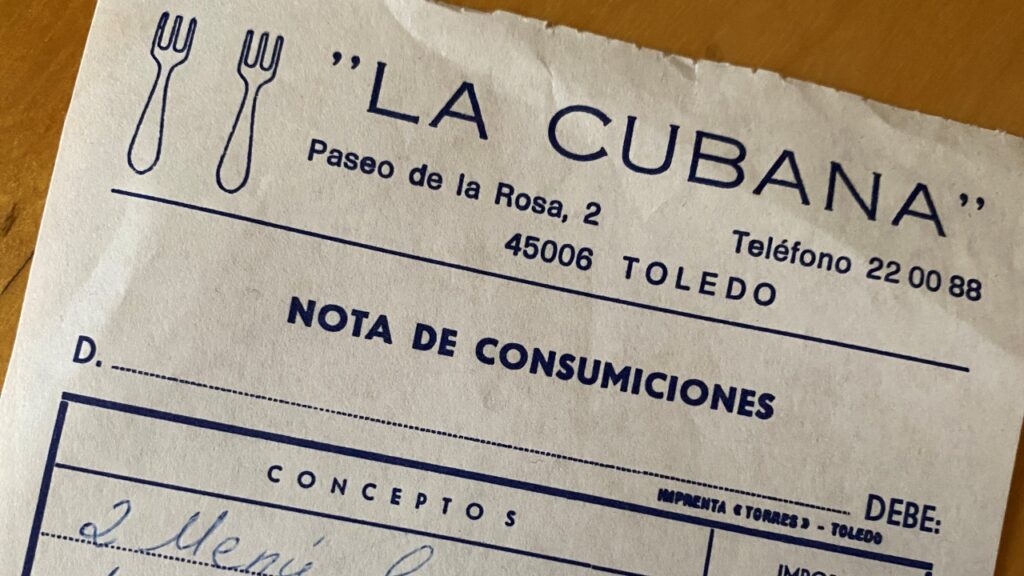 "LA CUBANA"
Paseo de la Rosa, 2
Teléfono 22 00 88
45006 TOLEDO
NOTA DE CONSUMICIONES
D.
DEBE:
IMPRENTA «TORRES» - TOLEDO
CONCEPTOS
2 Menú